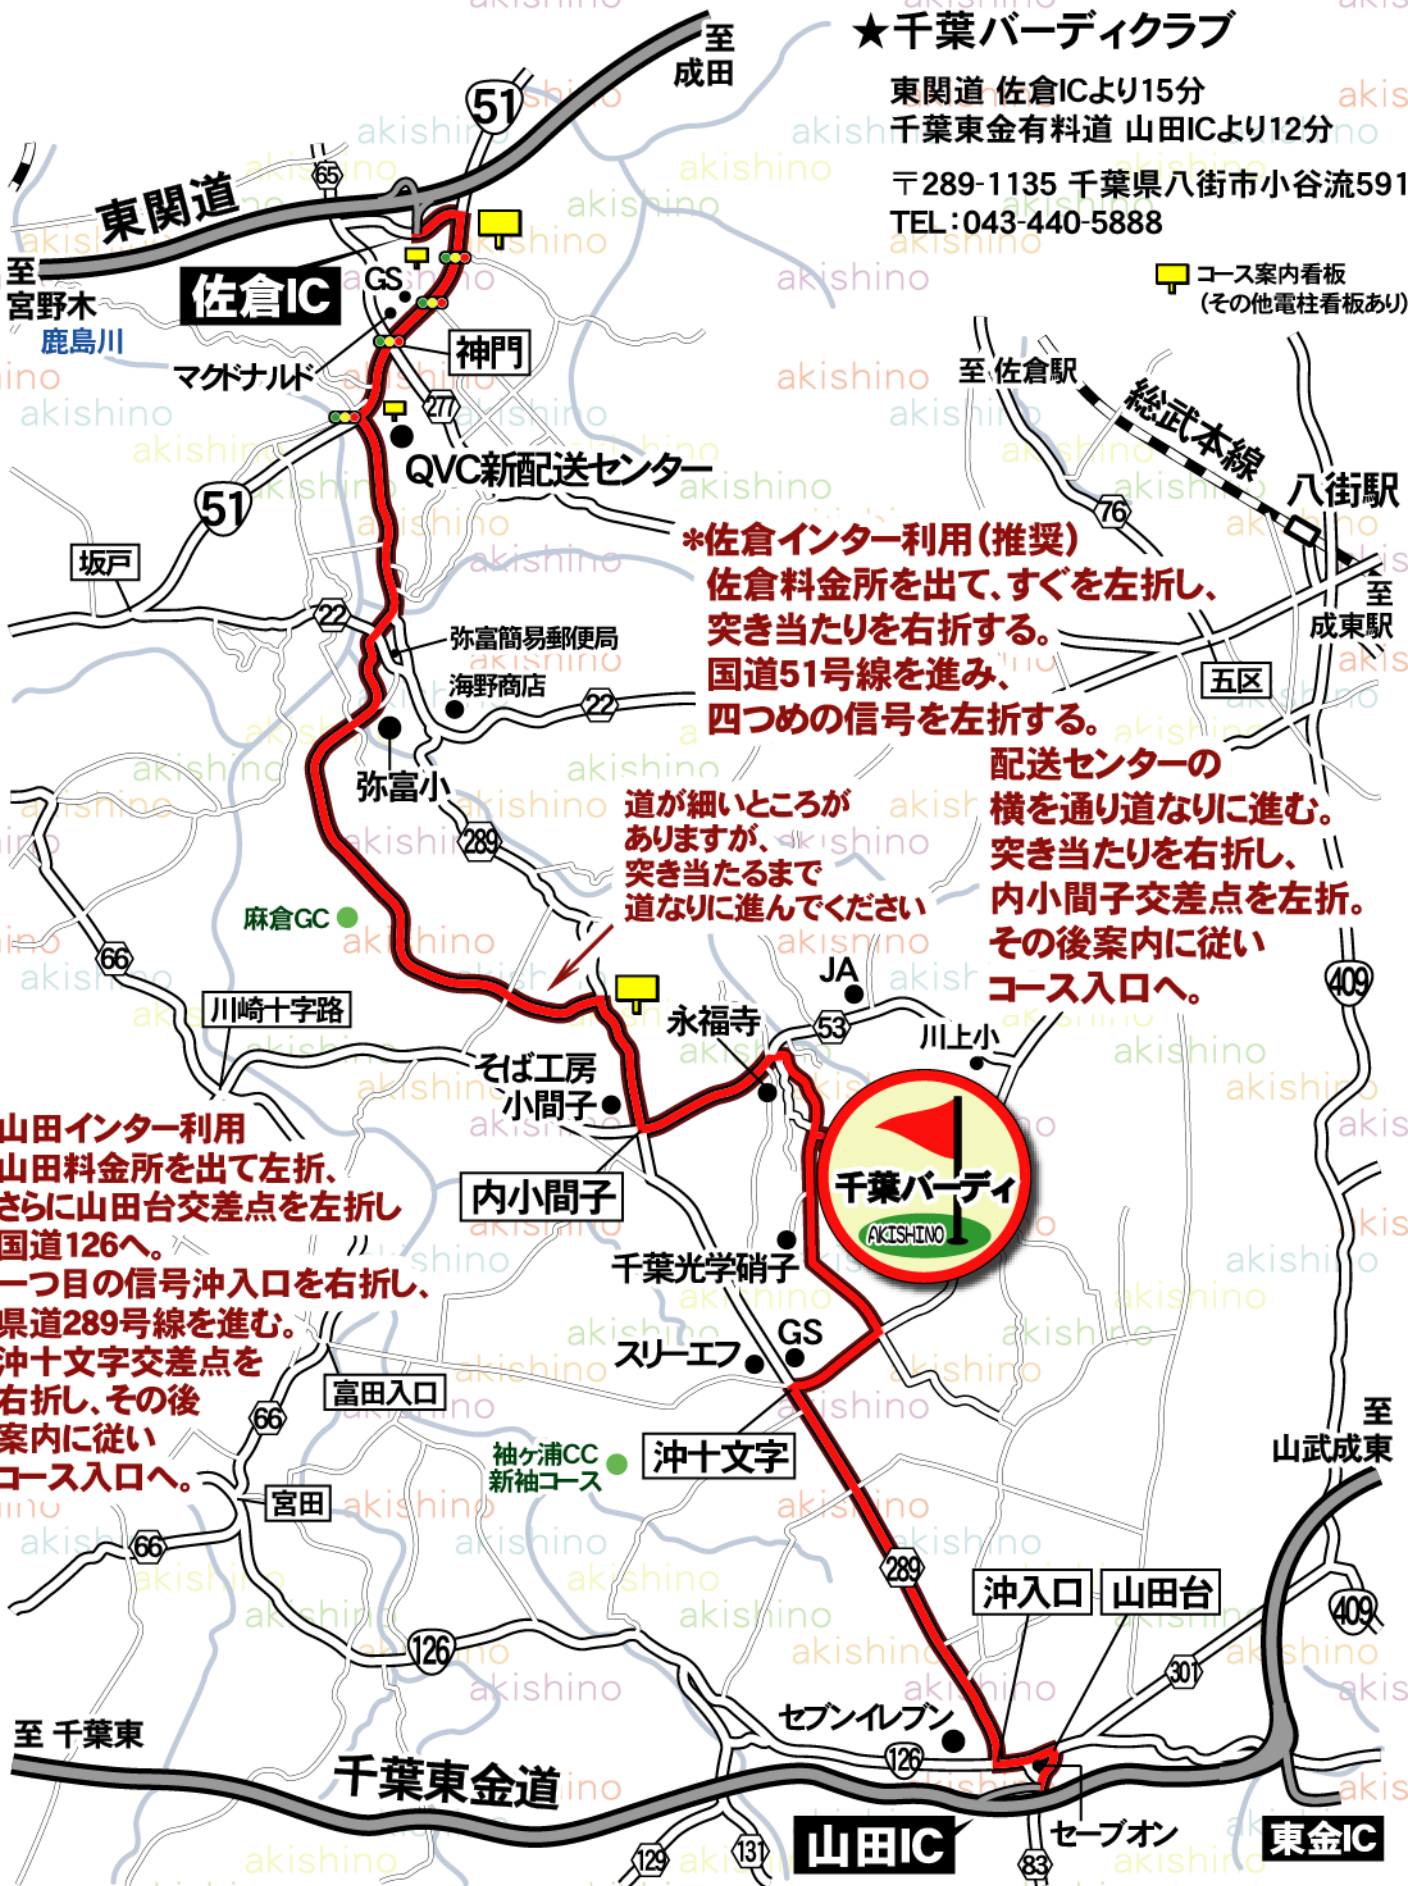 ★千葉バーディクラブ
東関道 佐倉ICより15分
千葉東金有料道 山田ICより12分
〒289-1135 千葉県八街市小谷流591
TEL:043-440-5888
コース案内看板
(その他電柱看板あり)
至
成田
51
65
東関道
至
宮野木
鹿島川
佐倉IC
GS
マクドナルド
神門
277
QVC新配送センター
51
坂戸
22
弥富簡易郵便局
海野商店
22
弥富小
289
至 佐倉駅
総武本線
八街駅
76
至
成東駅
五区
*佐倉インター利用(推奨)
佐倉料金所を出て、すぐを左折し、
突き当たりを右折する。
国道51号線を進み、
四つめの信号を左折する。
配送センターの
横を通り道なりに進む。
突き当たりを右折し、
内小間子交差点を左折。
その後案内に従い
コース入口へ。
道が細いところが
ありますが、
突き当たるまで
道なりに進んでください
麻倉GC
66
川崎十字路
JA
永福寺
53
川上小
409
そば工房
小間子
内小間子
千葉バーディ
AKISHINO
千葉光学硝子
GS
スリーエフ
山田インター利用
山田料金所を出て左折、
さらに山田台交差点を左折し
国道126へ。
一つ目の信号沖入口を右折し、
県道289号線を進む。
沖十文字交差点を
右折し、その後
案内に従い
コース入口へ。
富田入口
66
袖ヶ浦CC
新袖コース
沖十文字
宮田
66
至
山武成東
289
沖入口
山田台
409
126
301
セブンイレブン
126
至 千葉東
千葉東金道
山田IC
セーブオン
東金IC
129
131
83
akishino